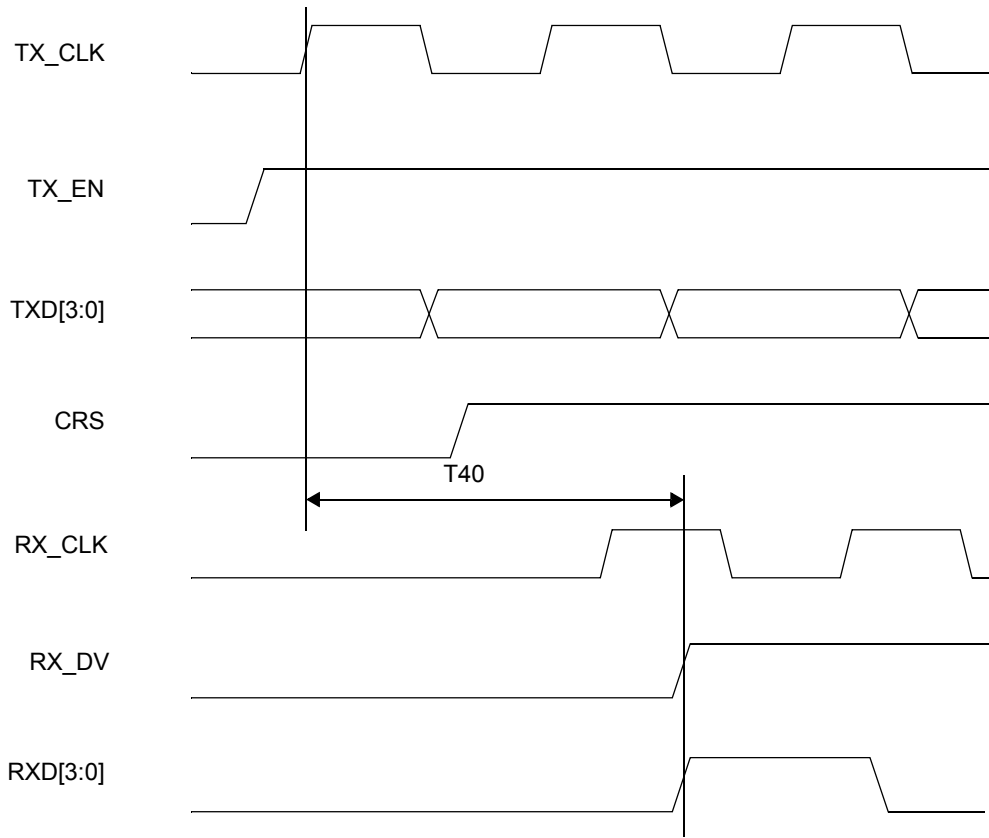 TX_CLK
TX_EN
TXD[3:0]
CRS
T40
RX_CLK
RX_DV
RXD[3:0]